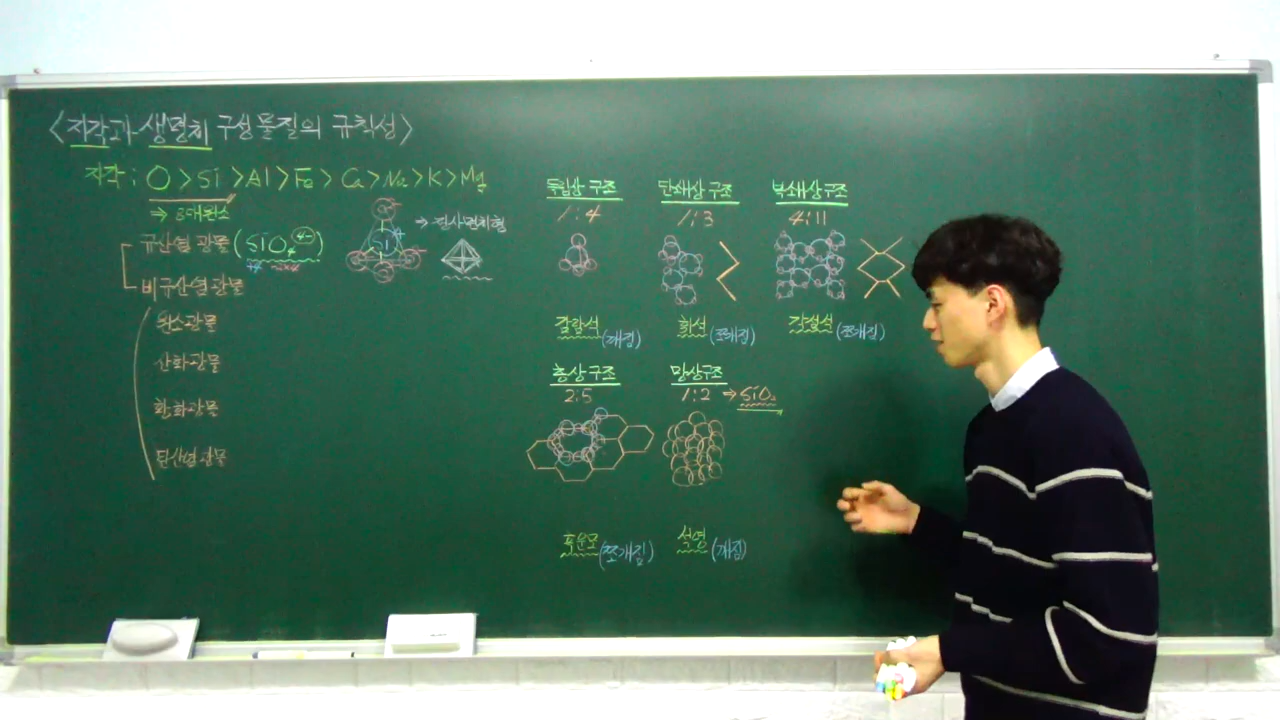 <지각과 생명체 구성물질의 규칙성>
지각 : O > Si > Al > Fe > Ca > Na > K > Mg
⇒ 8대원소
규산염 광물 (SiO₄⁴⁻)
비규산염 광물
원소광물
산화광물
황화광물
탄산염광물
Si
→ 정사면체형
독립상 구조 단쇄상 구조 복쇄상구조
1:4 1:3 4:11
감람석 (깨짐) 휘석 (쪼개짐) 각섬석 (쪼개짐)
층상 구조 망상구조
2:5 1:2 → SiO₂
흑운모 (쪼개짐) 석영 (깨짐)